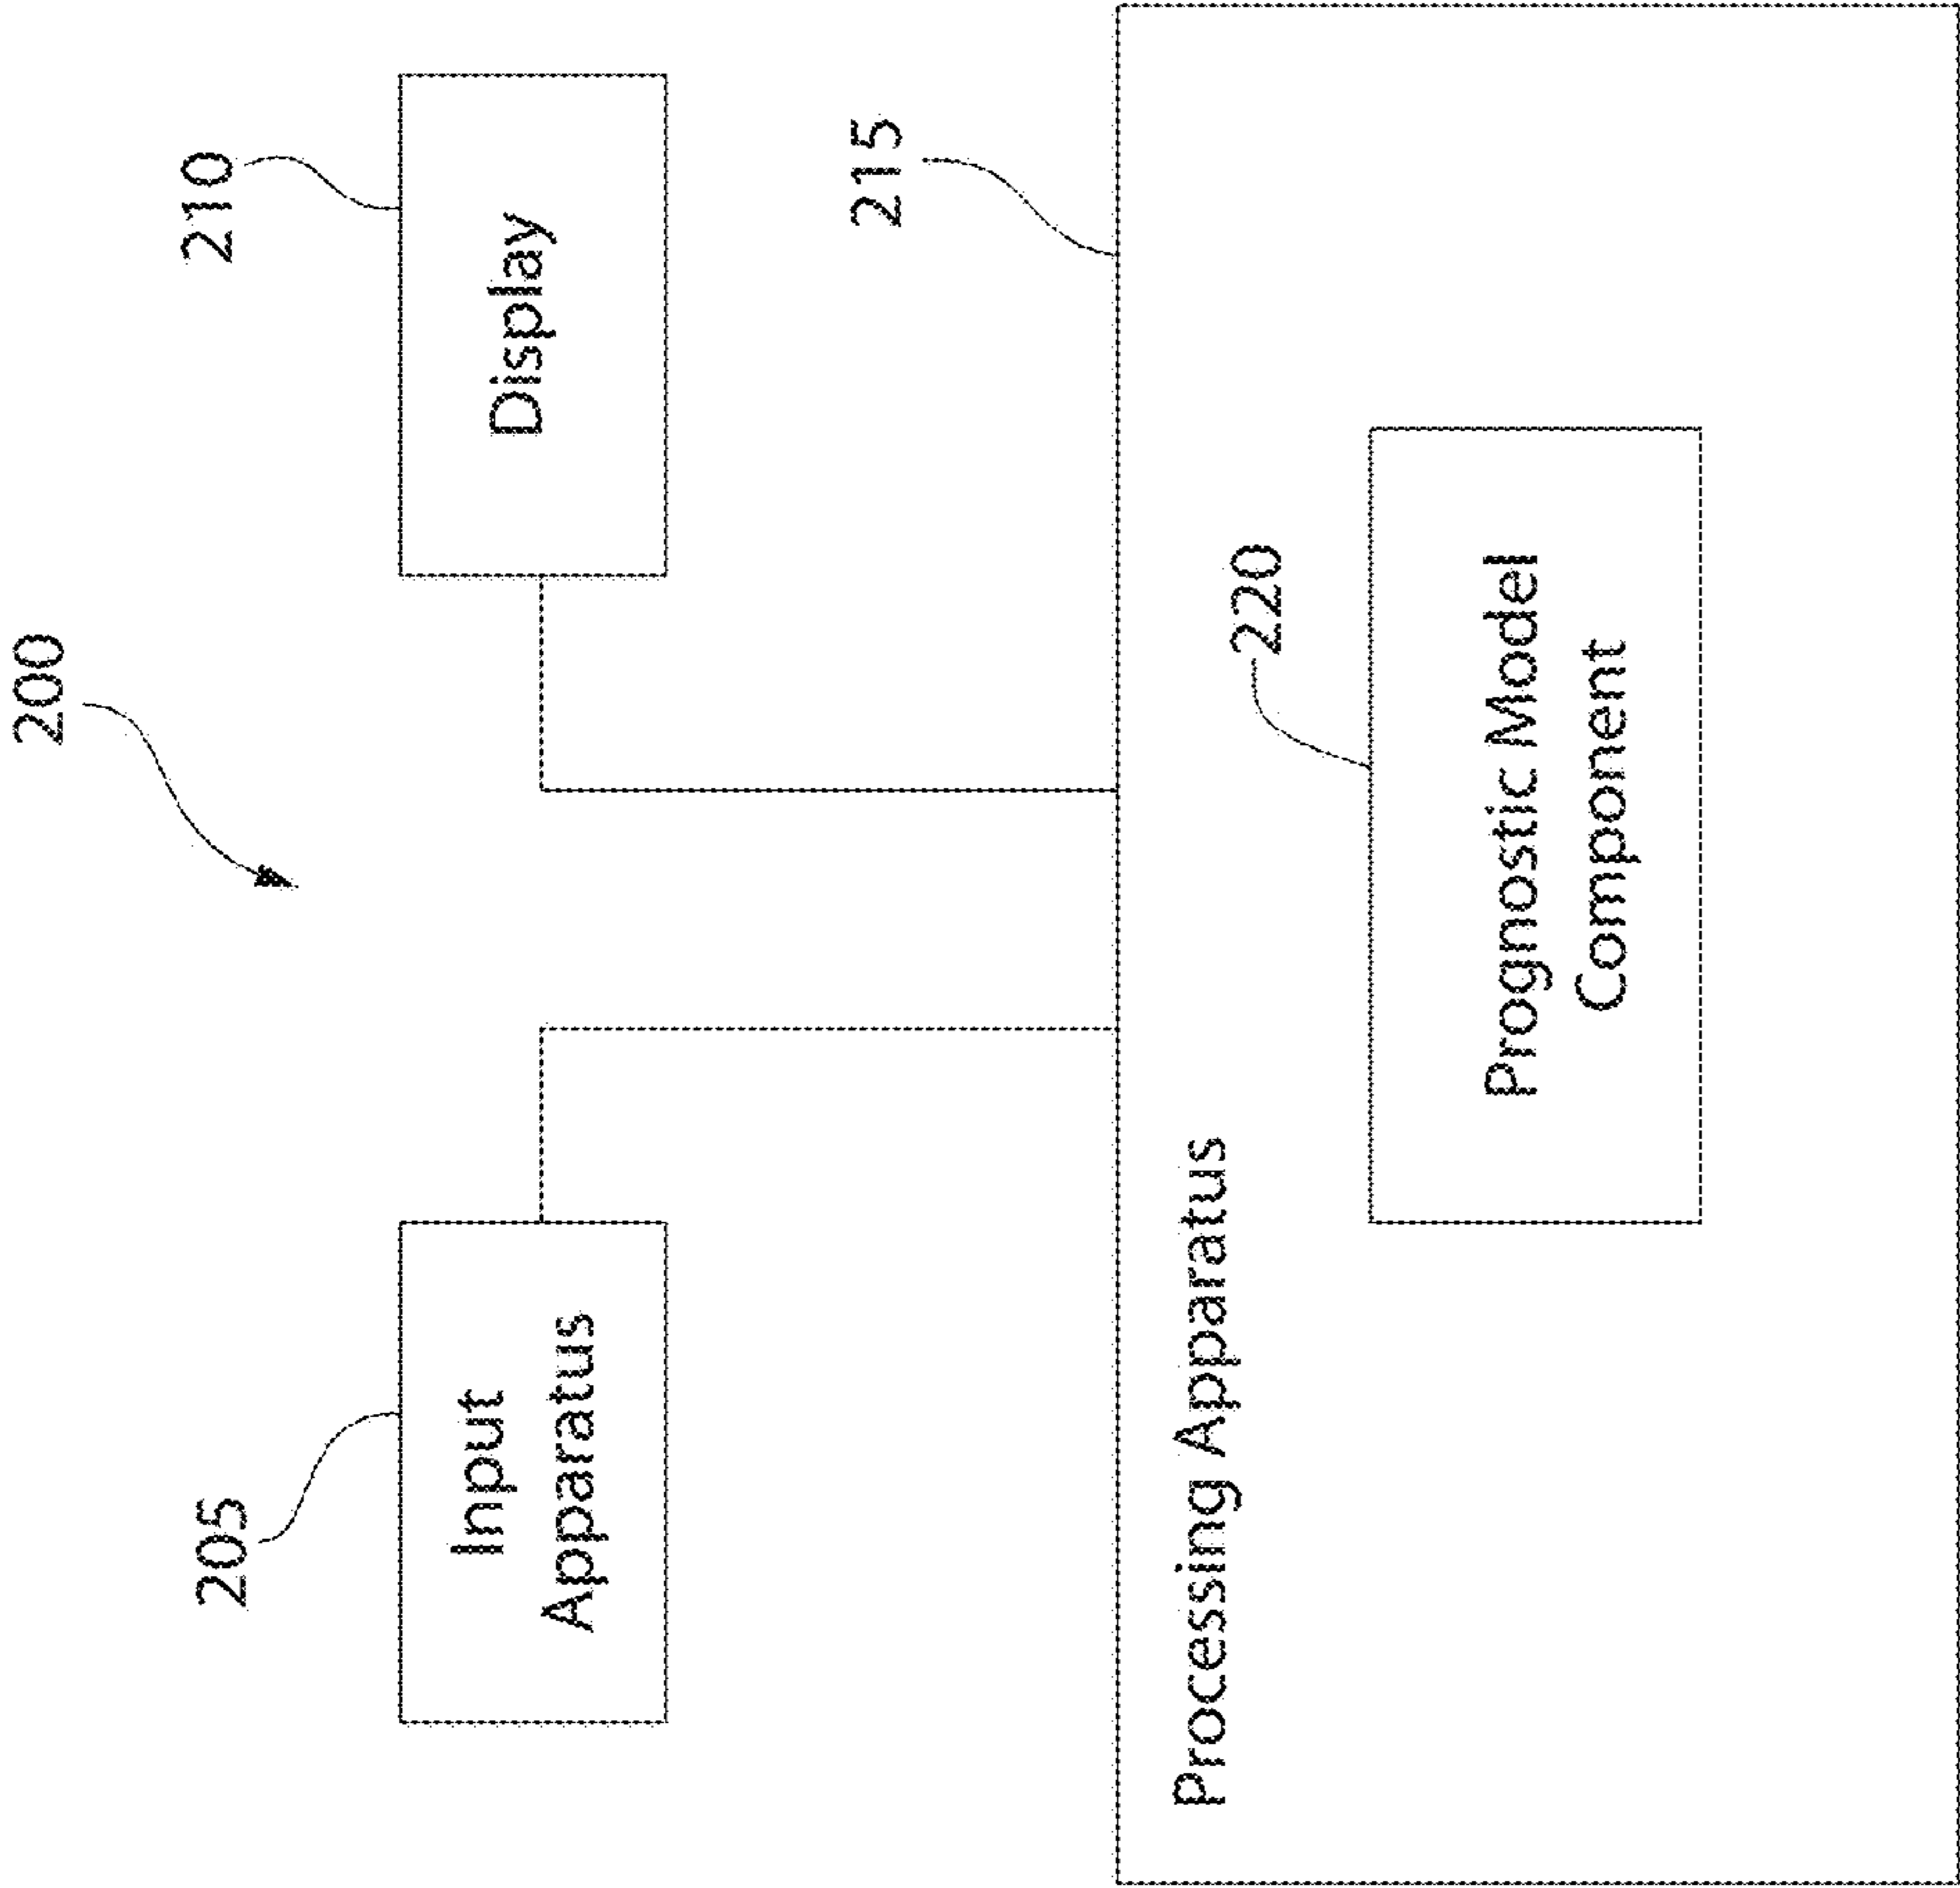 200
205
210
Input
Apparatus
Display
215
Processing Apparatus
220
Prognostic Model
Component